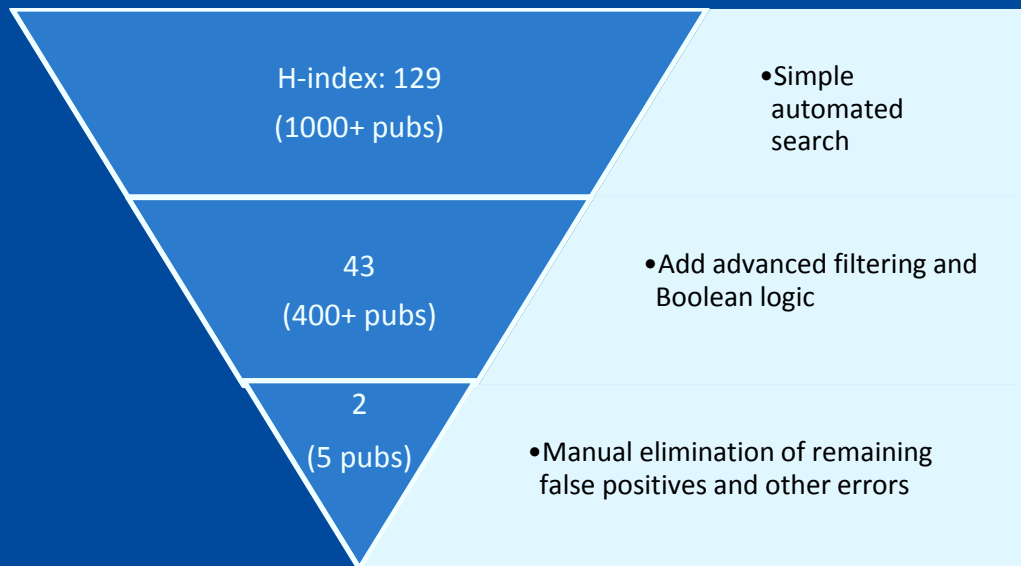 H-index: 129
(1000+ pubs)
•Simple
automated
search
43
(400+ pubs)
•Add advanced filtering and
Boolean logic
2
(5 pubs)
•Manual elimination of remaining
false positives and other errors